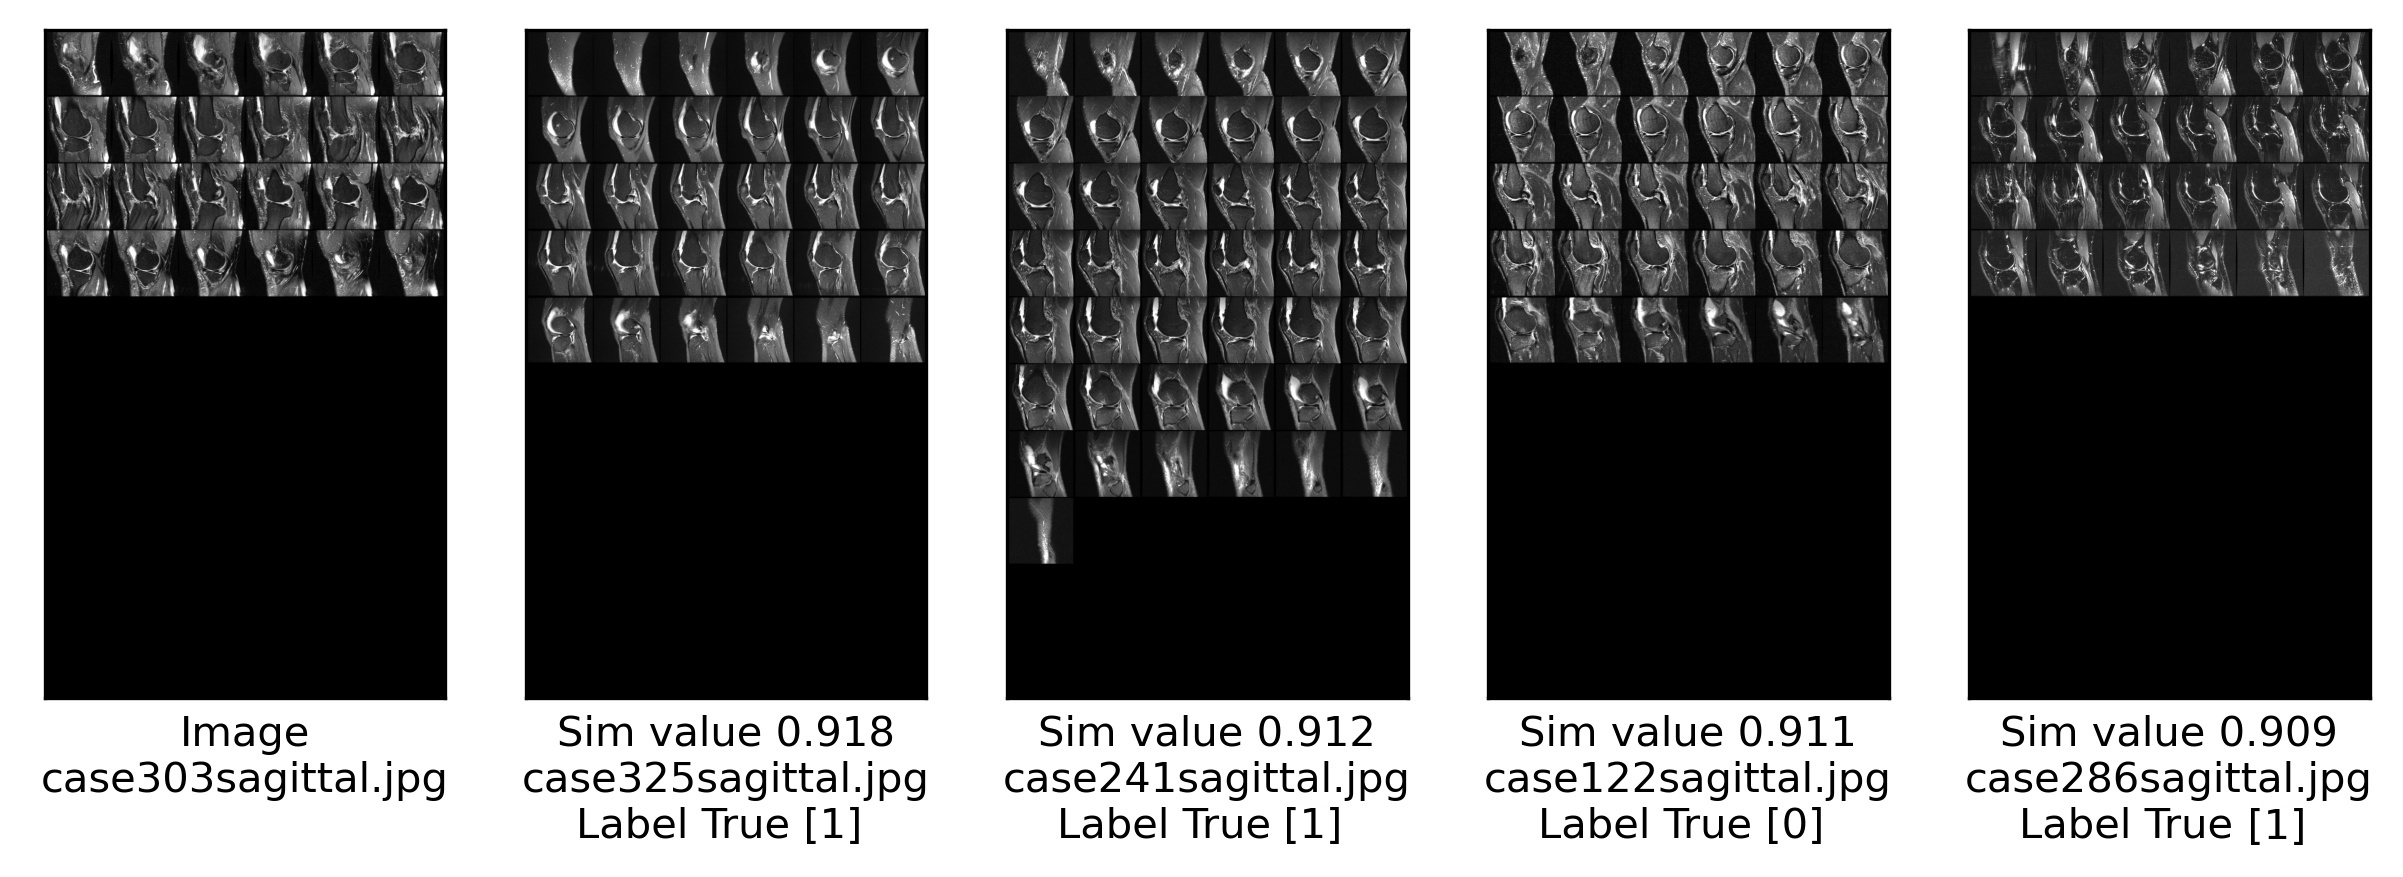 Image
case303sagittal.jpg
Sim value 0.918
case325sagittal.jpg
Label True [1]
Sim value 0.912
case241sagittal.jpg
Label True [1]
Sim value 0.911
case122sagittal.jpg
Label True [0]
Sim value 0.909
case286sagittal.jpg
Label True [1]